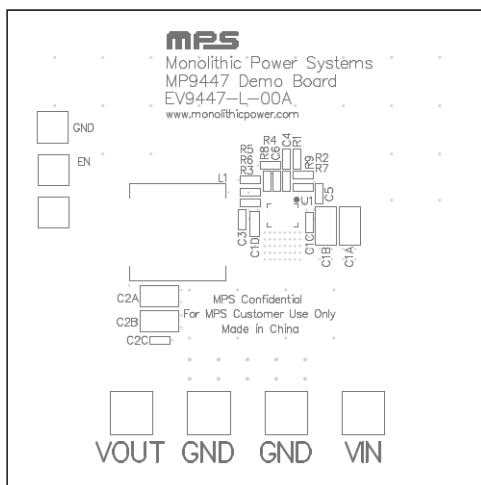 mps
Monolithic Power Systems
MP9447 Demo Board
EV9447-L-00A
www.monolithicpower.com
GND
EN
R4
R8
C6
C4
R1
R5
R6
R3
R9
R2
R7
L1
U1
C5
C3
C1D
C1C
C1B
C1A
C2A
C2B
C2C
MPS Confidential
For MPS Customer Use Only
Made in China
VOUT GND GND VIN